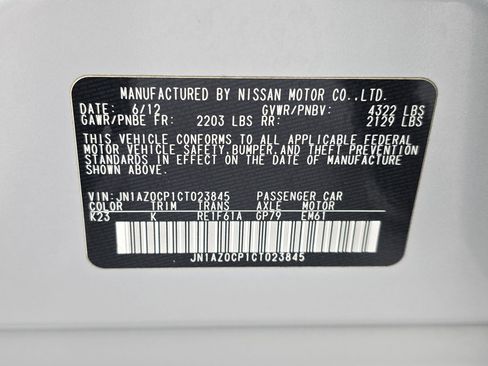 MANUFACTURED BY NISSAN MOTOR CO.,LTD.
DATE: 6/12 GVWR/PNBV: 4322 LBS
GAWR/PNBE FR: 2203 LBS RR: 2129 LBS
THIS VEHICLE CONFORMS TO ALL APPLICABLE FEDERAL
MOTOR VEHICLE SAFETY,BUMPER,AND THEFT PREVENTION
STANDARDS IN EFFECT ON THE DATE OF MANUFACTURE
SHOWN ABOVE.
VIN: JN1AZ0CP1CT023845 PASSENGER CAR
COLOR TRIM TRANS AXLE MOTOR
K23 K RE1F61A GP79 EM61
JN1AZ0CP1CT023845